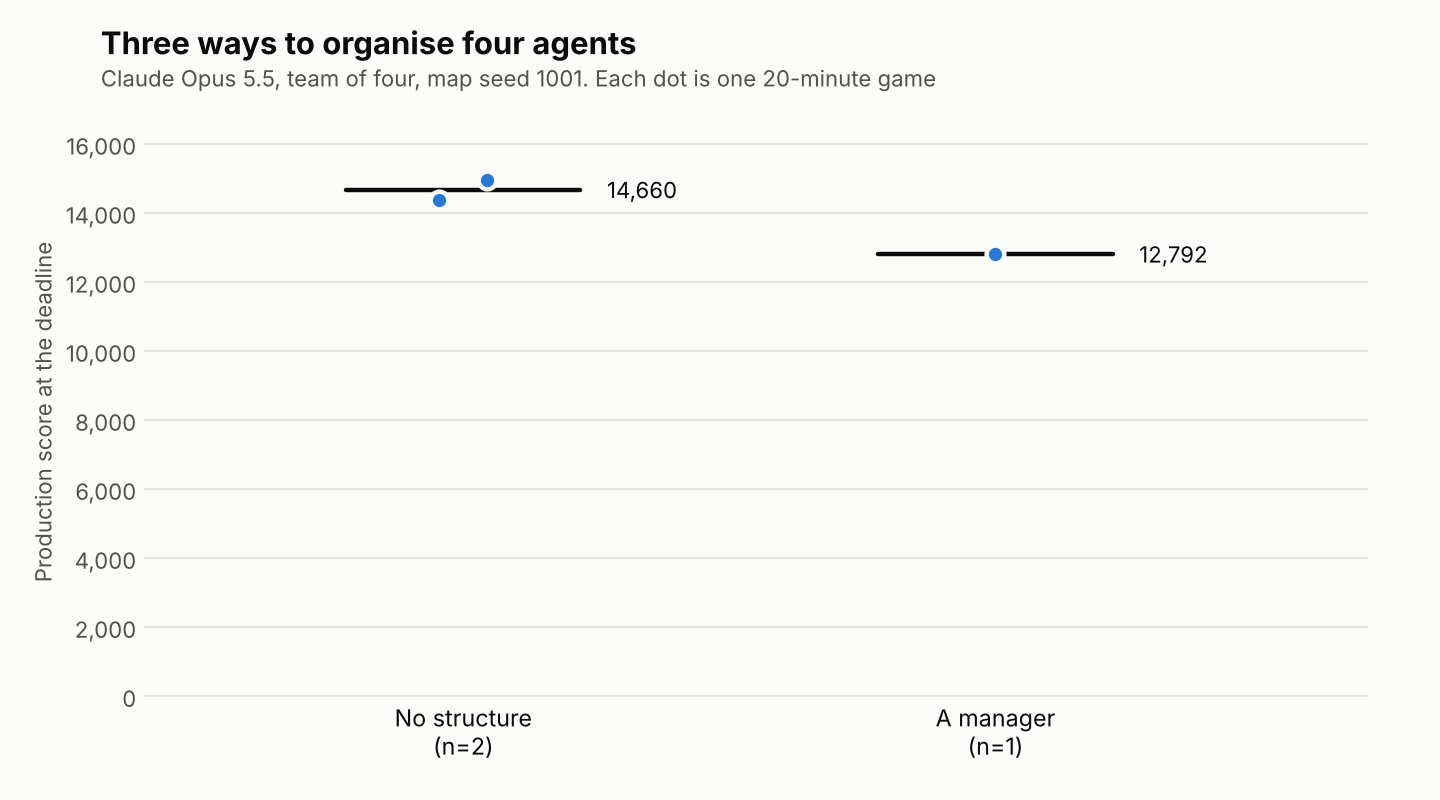 Three ways to organise four agents
Claude Opus 5.5, team of four, map seed 1001. Each dot is one 20-minute game
Production score at the deadline
16,000
14,000
12,000
10,000
8,000
6,000
4,000
2,000
0
14,660
12,792
No structure
(n=2)
A manager
(n=1)